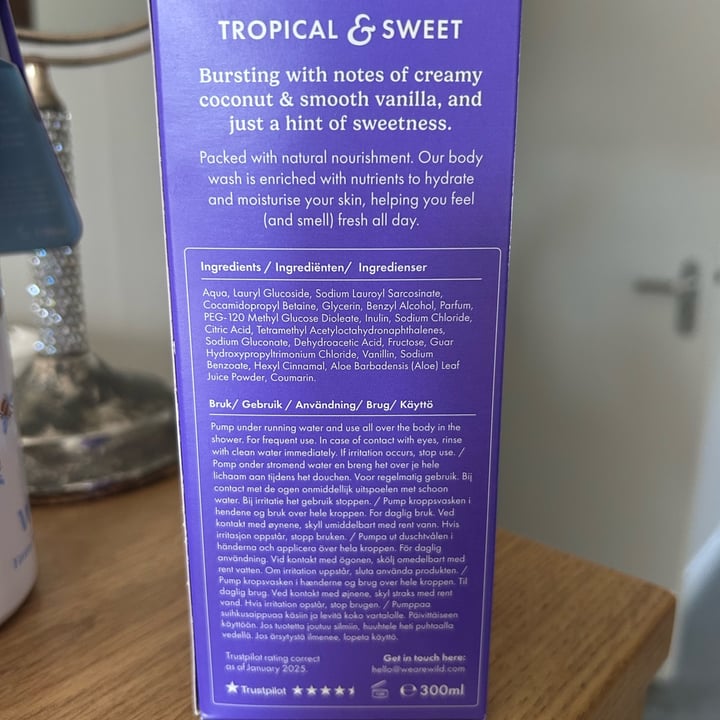 TROPICAL & SWEET
Bursting with notes of creamy
coconut & smooth vanilla, and
just a hint of sweetness.
Packed with natural nourishment. Our body
wash is enriched with nutrients to hydrate
and moisturise your skin, helping you feel
(and smell) fresh all day.
Ingredients / Ingrediënten/ Ingredienser
Aqua, Lauryl Glucoside, Sodium Lauroyl Sarcosinate,
Cocamidopropyl Betaine, Glycerin, Benzyl Alcohol, Parfum,
PEG-120 Methyl Glucose Dioleate, Inulin, Sodium Chloride,
Citric Acid, Tetramethyl Acetyloctahydronaphthalenes,
Sodium Gluconate, Dehydroacetic Acid, Fructose, Guar
Hydroxypropyltrimonium Chloride, Vanillin, Sodium
Benzoate, Hexyl Cinnamal, Aloe Barbadensis (Aloe) Leaf
Juice Powder, Coumarin.
Bruk/ Gebruik / Användning/ Brug/ Käyttö
Pump under running water and use all over the body in the
shower. For frequent use. In case of contact with eyes, rinse
with clean water immediately. If irritation occurs, stop use. /
Pomp onder stromend water en breng het over je hele
lichaam aan tijdens het douchen. Voor regelmatig gebruik. Bij
contact met de ogen onmiddellijk uitspoelen met schoon
water. Bij irritatie het gebruik stoppen. / Pump kroppsvasken i
hendene og bruk over hele kroppen. For daglig bruk. Ved
kontakt med øynene, skyll umiddelbart med rent vann. Hvis
irritasjon oppstår, stopp bruken. / Pumpa ut duschtvålen i
händerna och applicera över hela kroppen. För daglig
användning. Vid kontakt med ögonen, skölj omedelbart med
rent vatten. Om irritation uppstår, sluta använda produkten. /
Pump kropsvasken i hænderne og brug over hele kroppen. Til
daglig brug. Ved kontakt med øjnene, skyl straks med rent
vand. Hvis irritation opstår, stop brugen. / Pumppaa
suihkusaippuaa käsiin ja levitä koko vartalolle. Päivittäiseen
käyttöön. Jos tuotetta joutuu silmiin, huuhtele heti puhtaalla
vedellä. Jos ärsytystä ilmenee, lopeta käyttö.
Trustpilot rating correct
as of January 2025.
Get in touch here:
hello@wearewild.com
Trustpilot
℮ 300ml